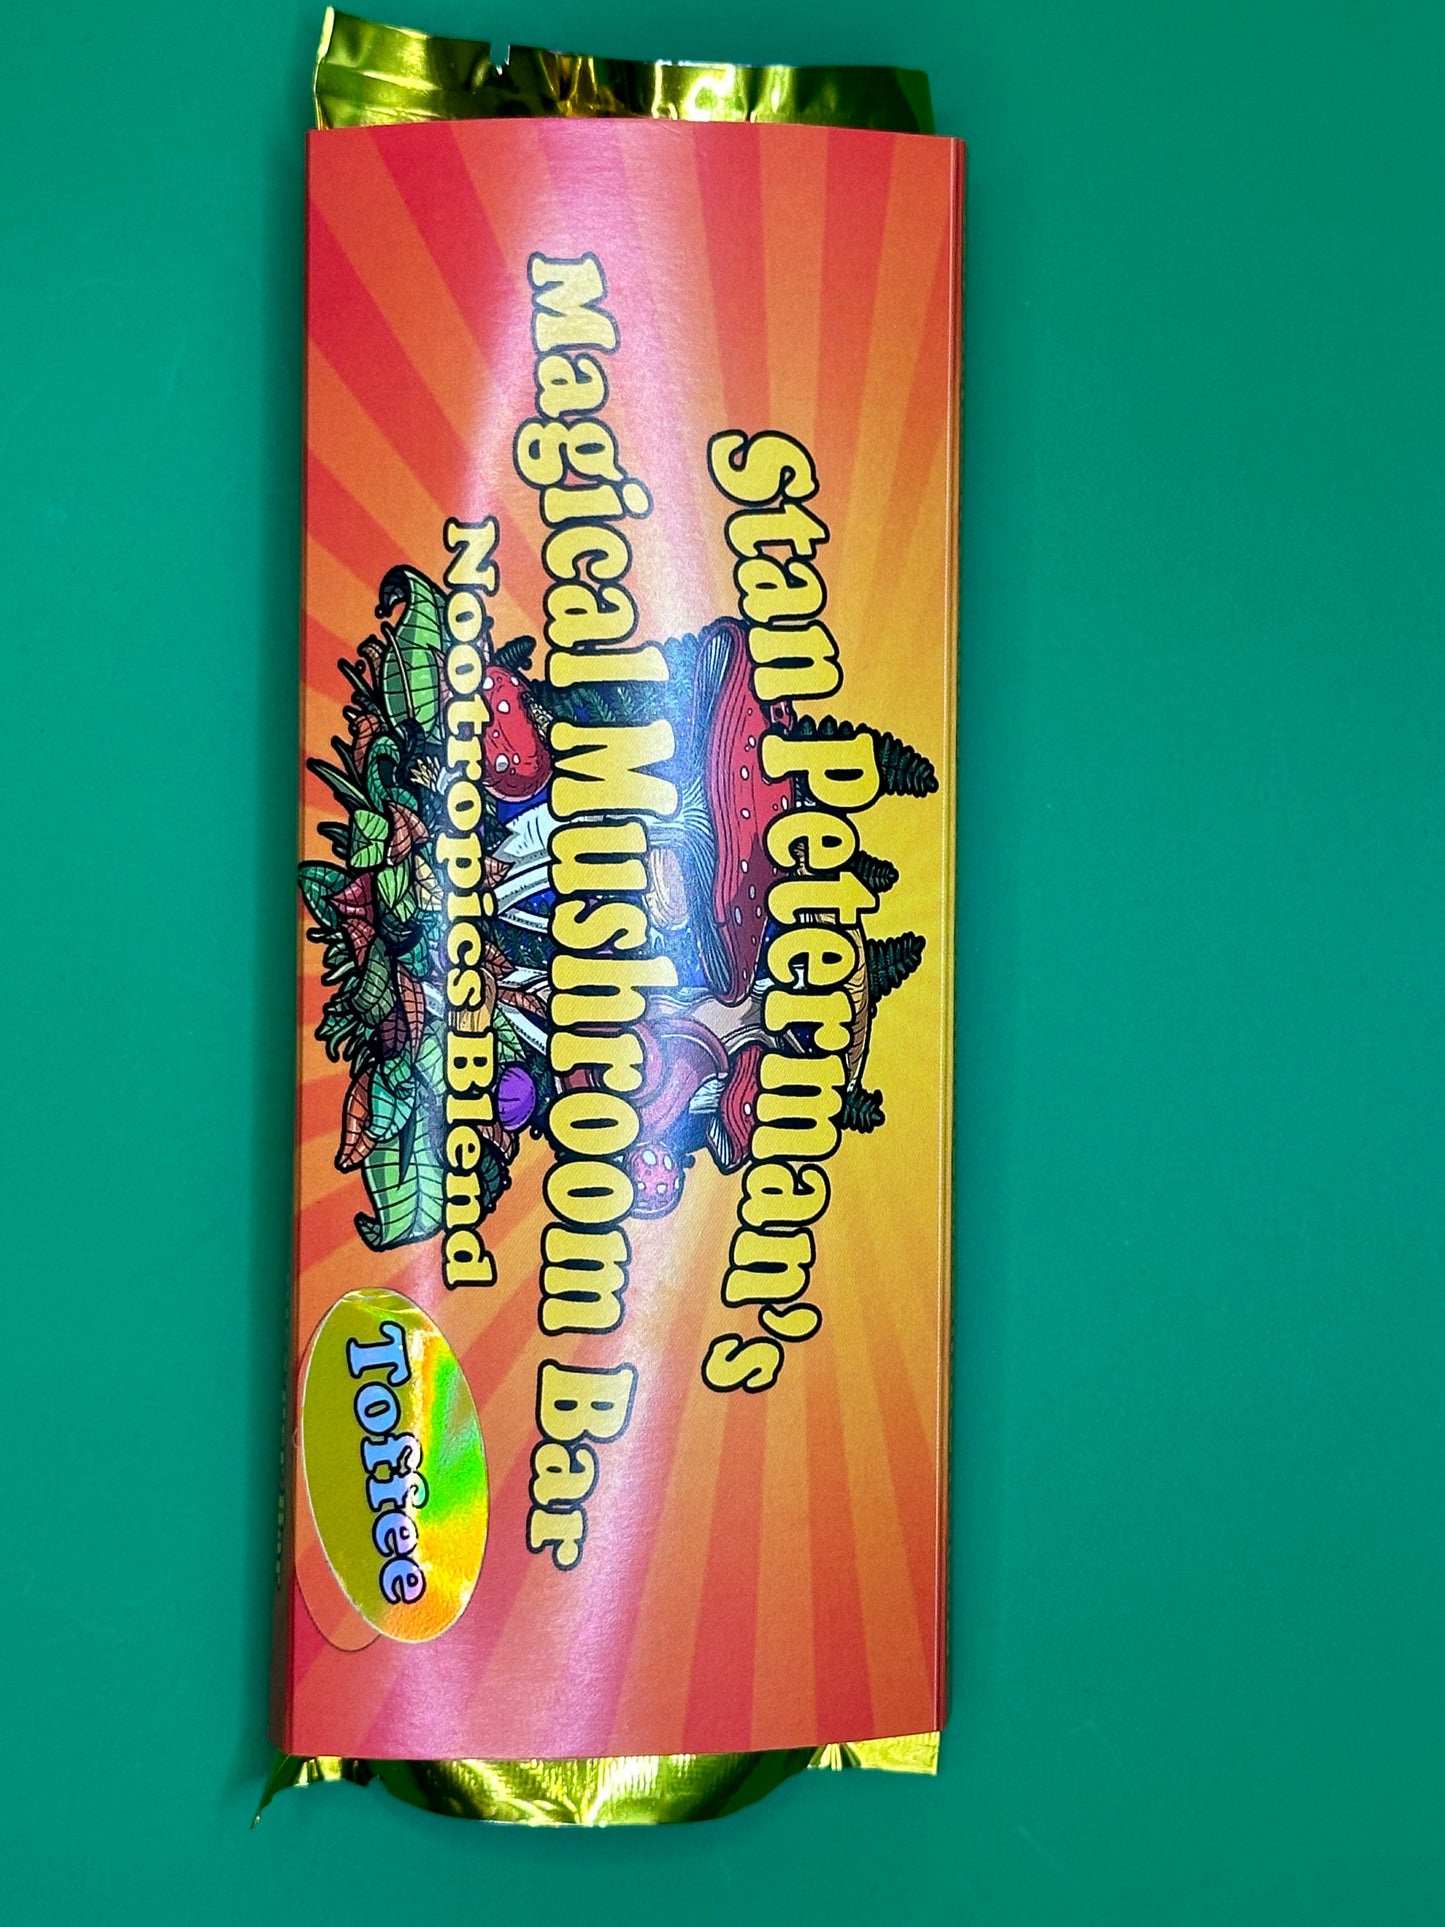 Stan Peterman's
Magical Mushroom Bar
Nootropics Blend
Toffee